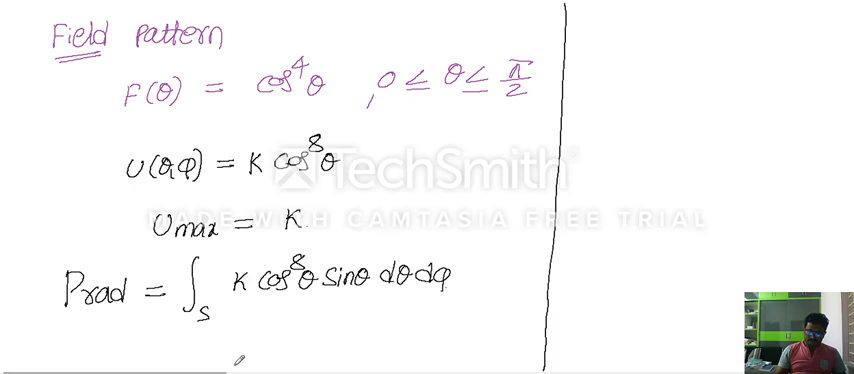 Field Pattern
F(θ) = cos⁴θ , 0 ≤ θ ≤ π/2
U(θ,φ) = K cos⁸θ
TechSmith®
MADE WITH CAMTASIA FREE TRIAL
Umax = K.
Prad = ∫s K cos⁸θ sinθ dθ dφ